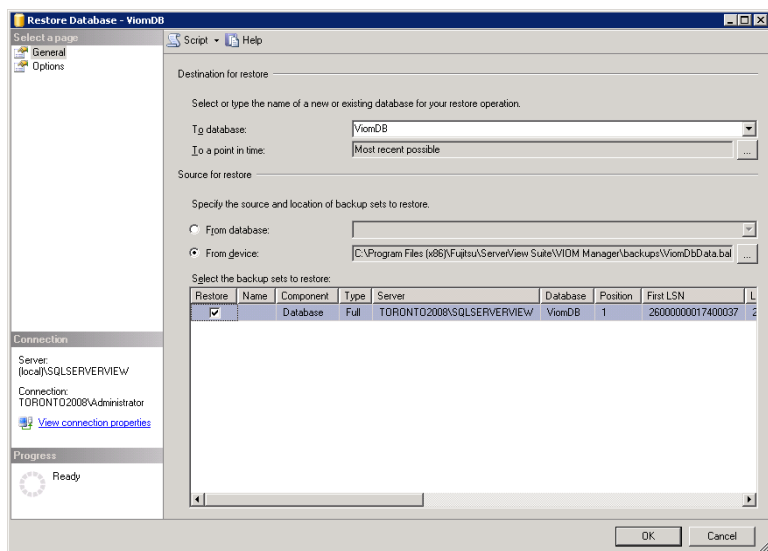 Restore Database - ViomDB
Select a page
General
Options
Script
Help
Destination for restore
Select or type the name of a new or existing database for your restore operation.
To database:
ViomDB
To a point in time:
Most recent possible
...
Source for restore
Specify the source and location of backup sets to restore.
From database:
From device:
C:\Program Files (x86)\Fujitsu\ServerView Suite\VIOM Manager\backups\ViomDbData.bal
...
Select the backup sets to restore:
Restore Name Component Type Server Database Position First LSN L
Database Full TORONTO2008\SQLSERVERVIEW ViomDB 1 26000000017400037 2
Connection
Server:
(local)\SQLSERVERVIEW
Connection:
TORONTO2008\Administrator
View connection properties
Progress
Ready
OK
Cancel